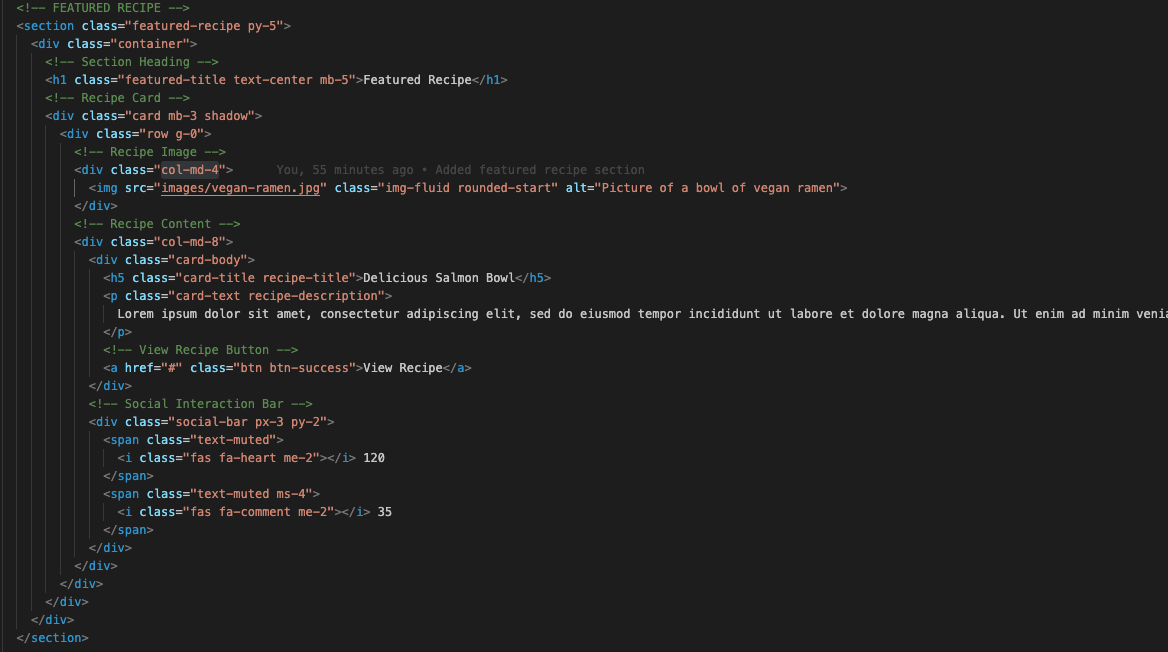 <!-- FEATURED RECIPE -->
<section class="featured-recipe py-5">
<div class="container">
<!-- Section Heading -->
<h1 class="featured-title text-center mb-5">Featured Recipe</h1>
<!-- Recipe Card -->
<div class="card mb-3 shadow">
<div class="row g-0">
<!-- Recipe Image -->
<div class="col-md-4"> You, 55 minutes ago • Added featured recipe section
<img src="images/vegan-ramen.jpg" class="img-fluid rounded-start" alt="Picture of a bowl of vegan ramen">
</div>
<!-- Recipe Content -->
<div class="col-md-8">
<div class="card-body">
<h5 class="card-title recipe-title">Delicious Salmon Bowl</h5>
<p class="card-text recipe-description">
Lorem ipsum dolor sit amet, consectetur adipiscing elit, sed do eiusmod tempor incididunt ut labore et dolore magna aliqua. Ut enim ad minim venia
</p>
<!-- View Recipe Button -->
<a href="#" class="btn btn-success">View Recipe</a>
</div>
<!-- Social Interaction Bar -->
<div class="social-bar px-3 py-2">
<span class="text-muted">
<i class="fas fa-heart me-2"></i> 120
</span>
<span class="text-muted ms-4">
<i class="fas fa-comment me-2"></i> 35
</span>
</div>
</div>
</div>
</div>
</div>
</section>